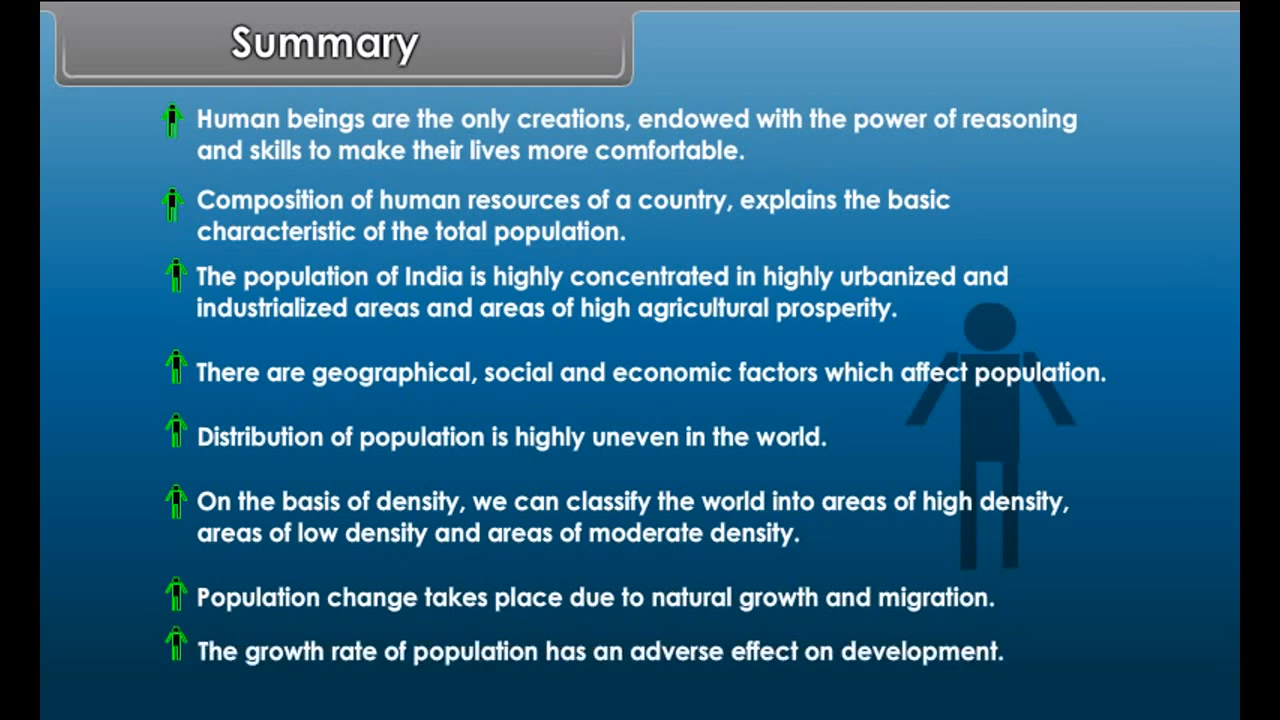 Summary
Human beings are the only creations, endowed with the power of reasoning
and skills to make their lives more comfortable.
Composition of human resources of a country, explains the basic
characteristic of the total population.
The population of India is highly concentrated in highly urbanized and
industrialized areas and areas of high agricultural prosperity.
There are geographical, social and economic factors which affect population.
Distribution of population is highly uneven in the world.
On the basis of density, we can classify the world into areas of high density,
areas of low density and areas of moderate density.
Population change takes place due to natural growth and migration.
The growth rate of population has an adverse effect on development.